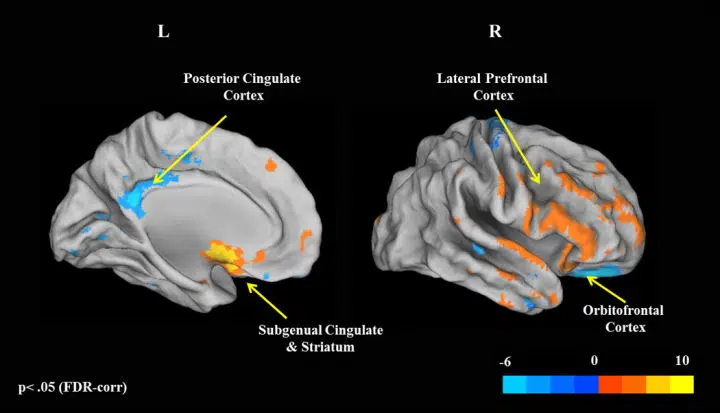 L
R
Posterior Cingulate
Cortex
Lateral Prefrontal
Cortex
Subgenual Cingulate
& Striatum
Orbitofrontal
Cortex
-6
0
10
p< .05 (FDR-corr)